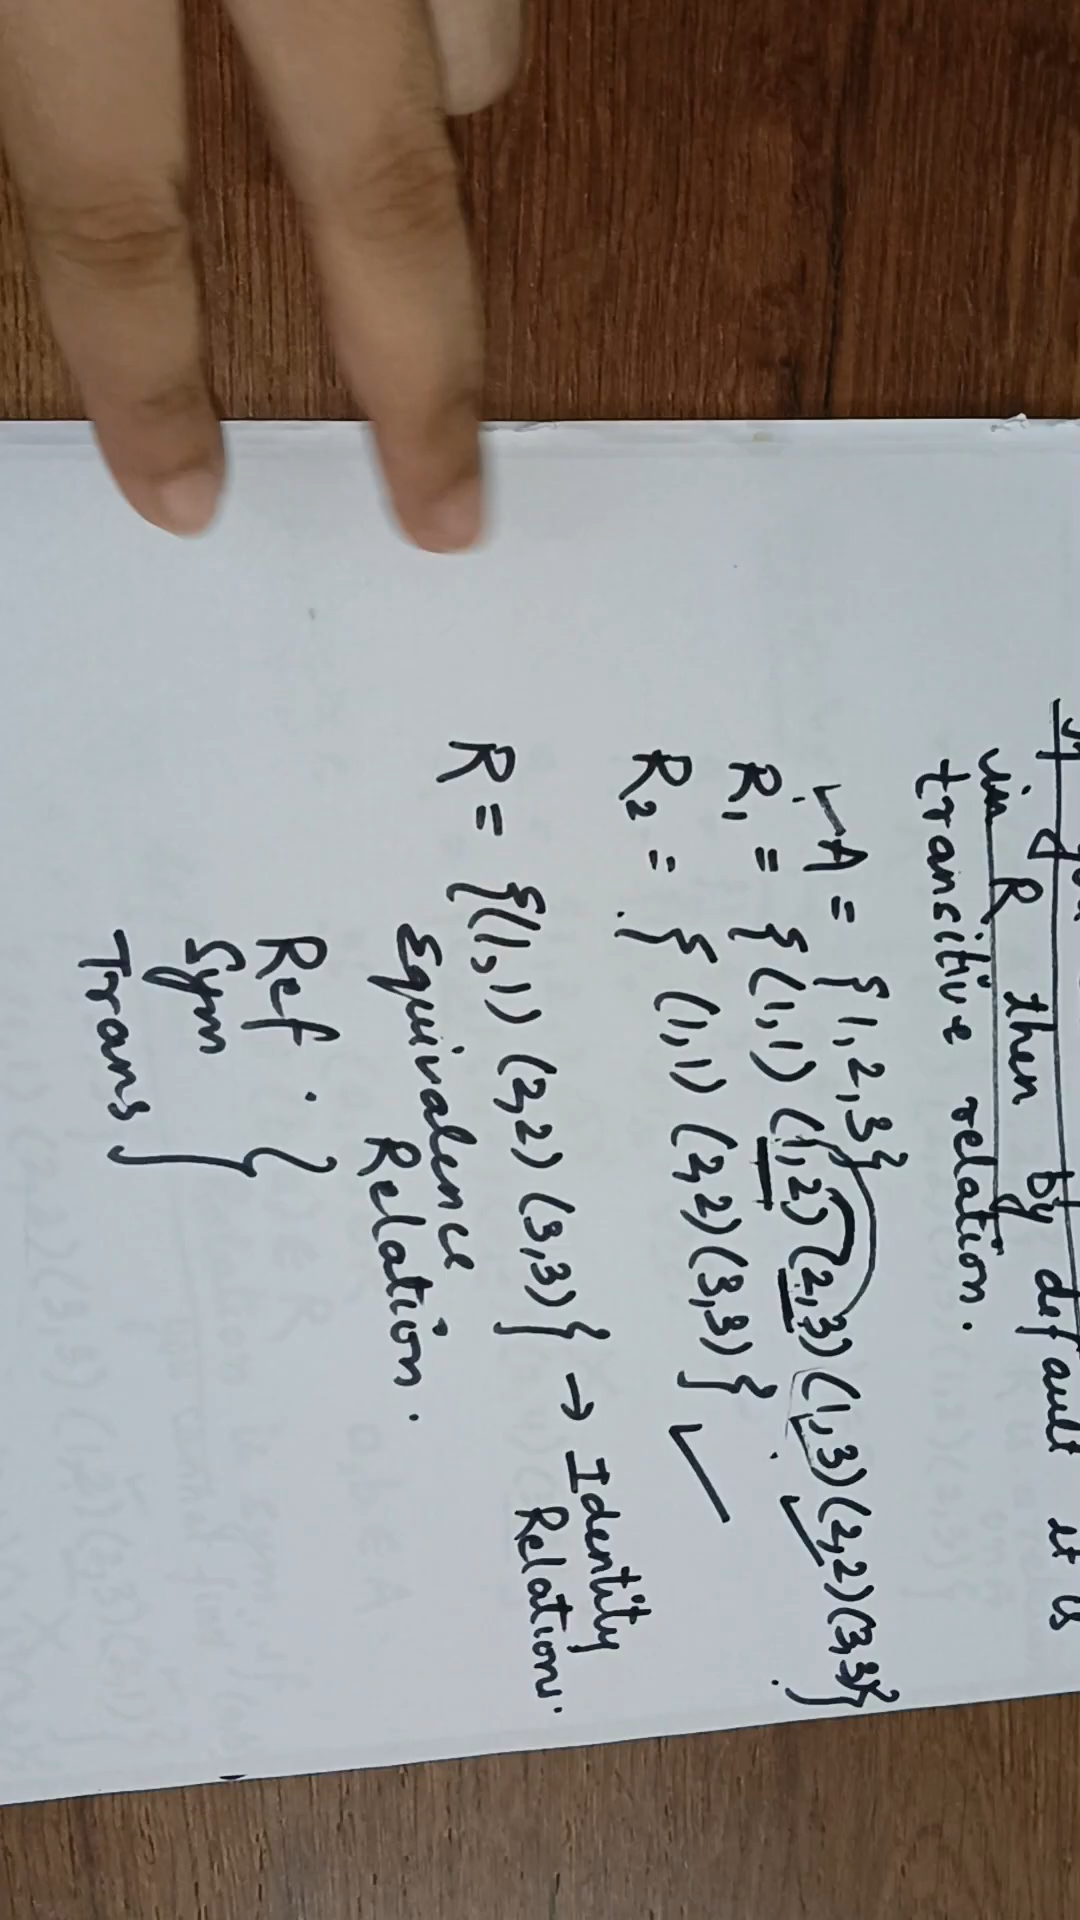 in R then by default it is
transitive relation.
A = {1,2,3}
R₁ = {(1,1) (1,2) (2,3) (1,3) (2,2) (3,3)}
R₂ = {(1,1) (2,2) (3,3)} ✓
R = {(1,1) (2,2) (3,3)} → Identity
Relation.
Equivalence
Relation.
Ref
Sym
Trans